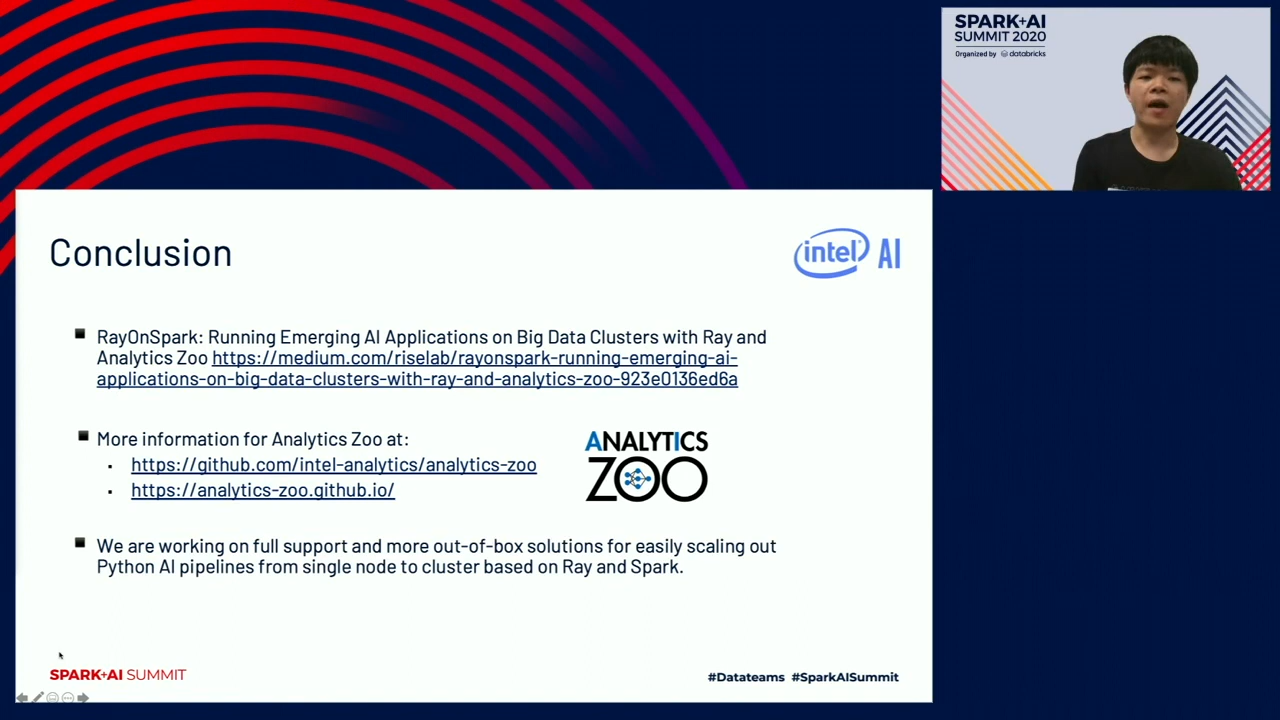 SPARK+AI
SUMMIT 2020
Organized by databricks
Conclusion
intel AI
RayOnSpark: Running Emerging AI Applications on Big Data Clusters with Ray and
Analytics Zoo https://medium.com/riselab/rayonspark-running-emerging-ai-
applications-on-big-data-clusters-with-ray-and-analytics-zoo-923e0136ed6a
More information for Analytics Zoo at:
https://github.com/intel-analytics/analytics-zoo
https://analytics-zoo.github.io/
ANALYTICS
ZOO
We are working on full support and more out-of-box solutions for easily scaling out
Python AI pipelines from single node to cluster based on Ray and Spark.
SPARK+AI SUMMIT
#Datateams #SparkAISummit